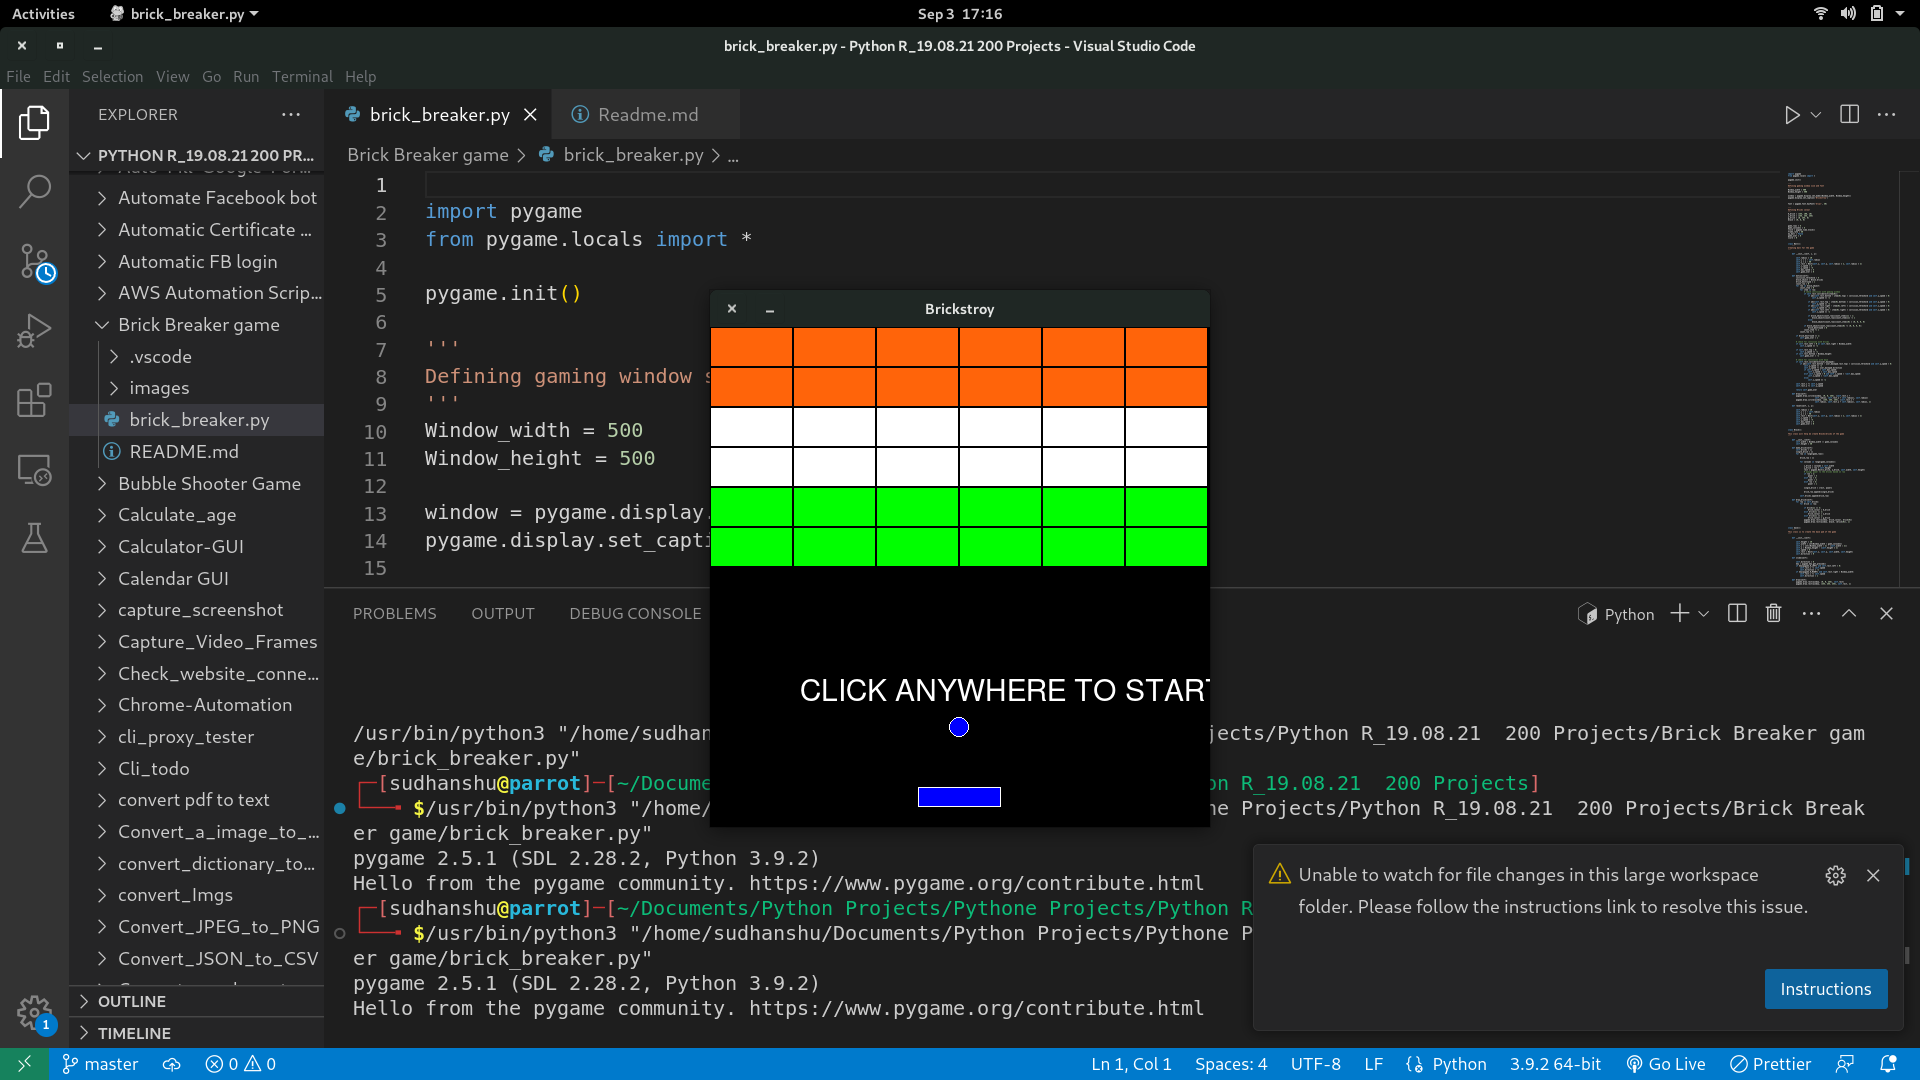 Activities
brick_breaker.py
Sep 3 17:16
brick_breaker.py - Python R_19.08.21 200 Projects - Visual Studio Code
File Edit Selection View Go Run Terminal Help
EXPLORER
PYTHON R_19.08.21 200 PR...
Automate Facebook bot
Automatic Certificate ...
Automatic FB login
AWS Automation Scrip...
Brick Breaker game
.vscode
images
brick_breaker.py
README.md
Bubble Shooter Game
Calculate_age
Calculator-GUI
Calendar GUI
capture_screenshot
Capture_Video_Frames
Check_website_conne...
Chrome-Automation
cli_proxy_tester
Cli_todo
convert pdf to text
Convert_a_image_to_...
convert_dictionary_to...
convert_lmgs
Convert_JPEG_to_PNG
Convert_JSON_to_CSV
OUTLINE
TIMELINE
brick_breaker.py
Readme.md
Brick Breaker game > brick_breaker.py > ...
1
2 import pygame
3 from pygame.locals import *
4
5 pygame.init()
6
7 '''
8 Defining gaming window s
9 '''
10 Window_width = 500
11 Window_height = 500
12
13 window = pygame.display.
14 pygame.display.set_capti
15
Brickstroy
CLICK ANYWHERE TO START
PROBLEMS OUTPUT DEBUG CONSOLE
Python
/usr/bin/python3 "/home/sudhan jects/Python R_19.08.21  200 Projects/Brick Breaker gam
e/brick_breaker.py"
┌─[sudhanshu@parrot]─[~/Docume on R_19.08.21  200 Projects]
└──╼ $/usr/bin/python3 "/home/ ne Projects/Python R_19.08.21  200 Projects/Brick Break
er game/brick_breaker.py"
pygame 2.5.1 (SDL 2.28.2, Python 3.9.2)
Hello from the pygame community. https://www.pygame.org/contribute.html
┌─[sudhanshu@parrot]─[~/Documents/Python Projects/Pythone Projects/Python R
└──╼ $/usr/bin/python3 "/home/sudhanshu/Documents/Python Projects/Pythone P
er game/brick_breaker.py"
pygame 2.5.1 (SDL 2.28.2, Python 3.9.2)
Hello from the pygame community. https://www.pygame.org/contribute.html
Unable to watch for file changes in this large workspace
folder. Please follow the instructions link to resolve this issue.
Instructions
1
master 0 0 Ln 1, Col 1 Spaces: 4 UTF-8 LF Python 3.9.2 64-bit Go Live Prettier